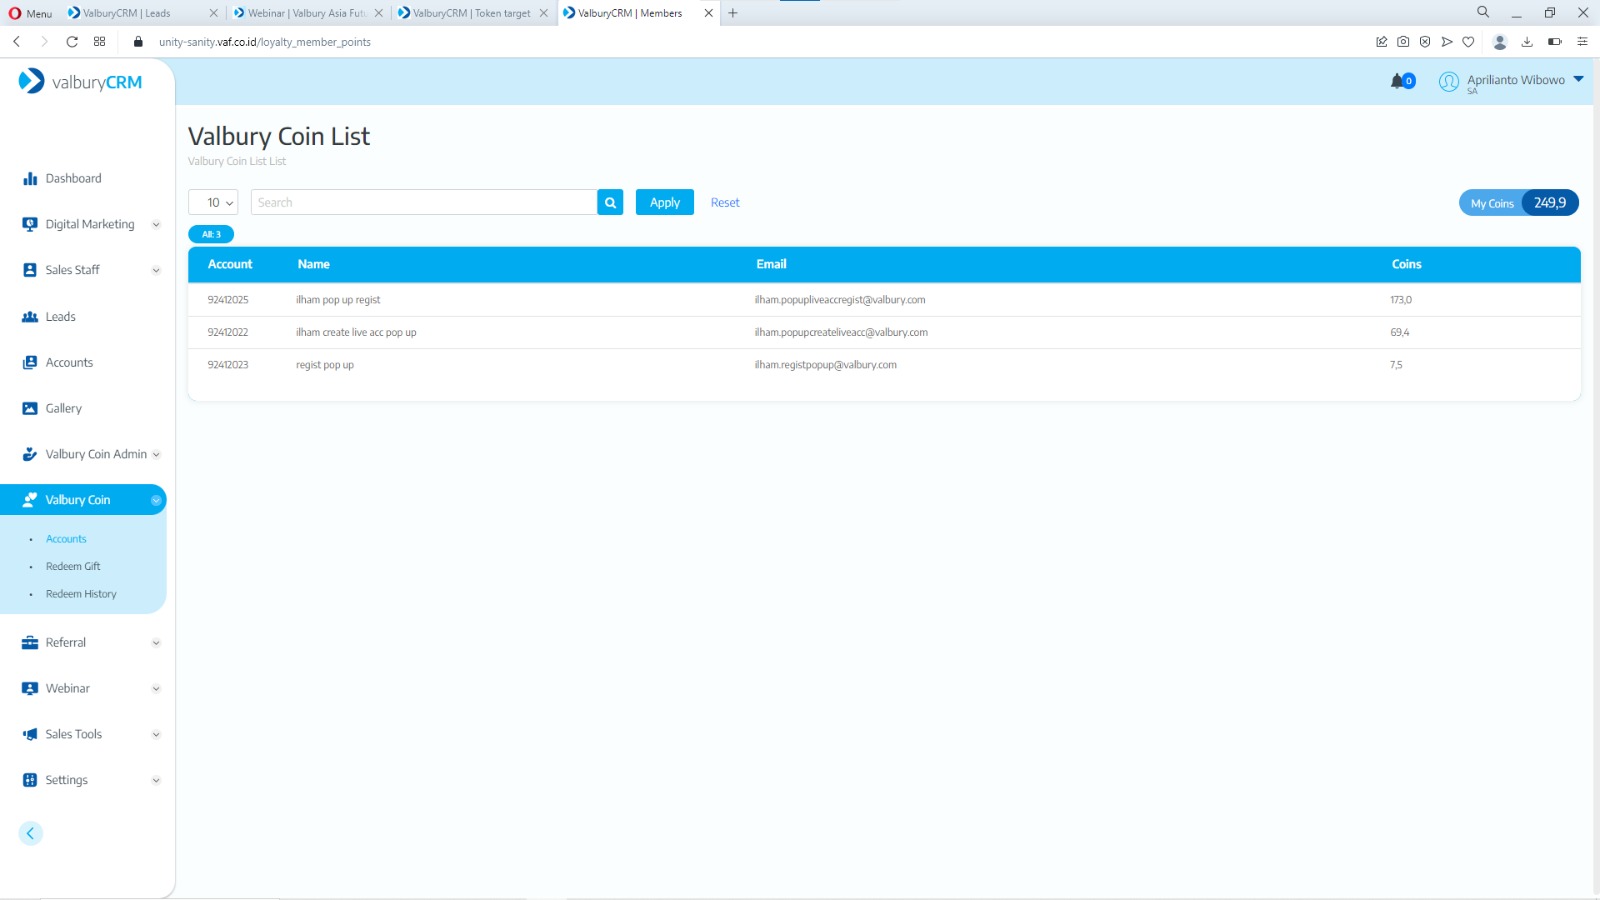 Menu
ValburyCRM | Leads
Webinar | Valbury Asia Futu
ValburyCRM | Token target
ValburyCRM | Members
unity-sanity.vaf.co.id/loyalty_member_points
valburyCRM
0
Aprilianto Wibowo
SA
Valbury Coin List
Valbury Coin List List
10
Search
Apply
Reset
My Coins 249,9
All: 3
Account Name Email Coins
92412025 ilham pop up regist ilham.popupliveaccregist@valbury.com 173,0
92412022 ilham create live acc pop up ilham.popupcreateliveacc@valbury.com 69,4
92412023 regist pop up ilham.registpopup@valbury.com 7,5
Dashboard
Digital Marketing
Sales Staff
Leads
Accounts
Gallery
Valbury Coin Admin
Valbury Coin
Accounts
Redeem Gift
Redeem History
Referral
Webinar
Sales Tools
Settings